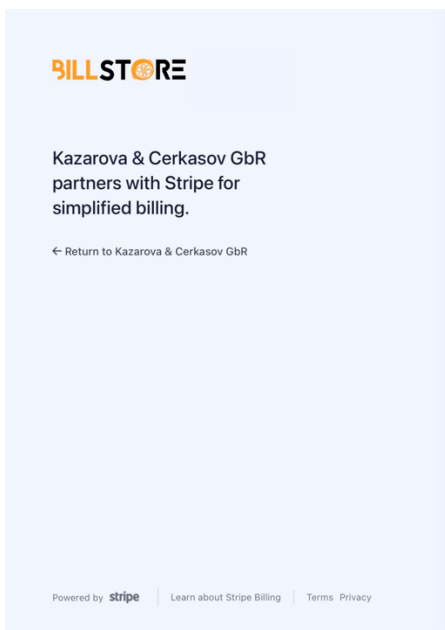 BILLSTORE
Kazarova & Cerkasov GbR
partners with Stripe for
simplified billing.
← Return to Kazarova & Cerkasov GbR
Powered by stripe Learn about Stripe Billing Terms Privacy